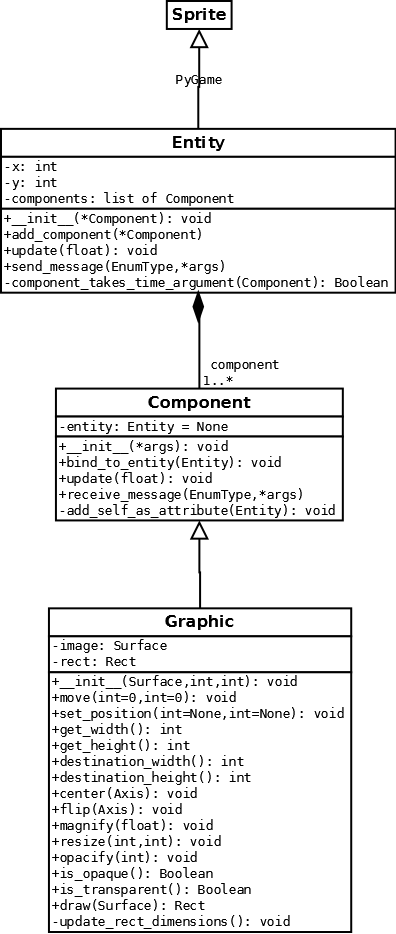 Sprite
PyGame
Entity
-x: int
-y: int
-components: list of Component
+__init__(*Component): void
+add_component(*Component)
+update(float): void
+send_message(EnumType,*args)
-component_takes_time_argument(Component): Boolean
component
1..*
Component
-entity: Entity = None
+__init__(*args): void
+bind_to_entity(Entity): void
+update(float): void
+receive_message(EnumType,*args)
-add_self_as_attribute(Entity): void
Graphic
-image: Surface
-rect: Rect
+__init__(Surface,int,int): void
+move(int=0,int=0): void
+set_position(int=None,int=None): void
+get_width(): int
+get_height(): int
+destination_width(): int
+destination_height(): int
+center(Axis): void
+flip(Axis): void
+magnify(float): void
+resize(int,int): void
+opacify(int): void
+is_opaque(): Boolean
+is_transparent(): Boolean
+draw(Surface): Rect
-update_rect_dimensions(): void